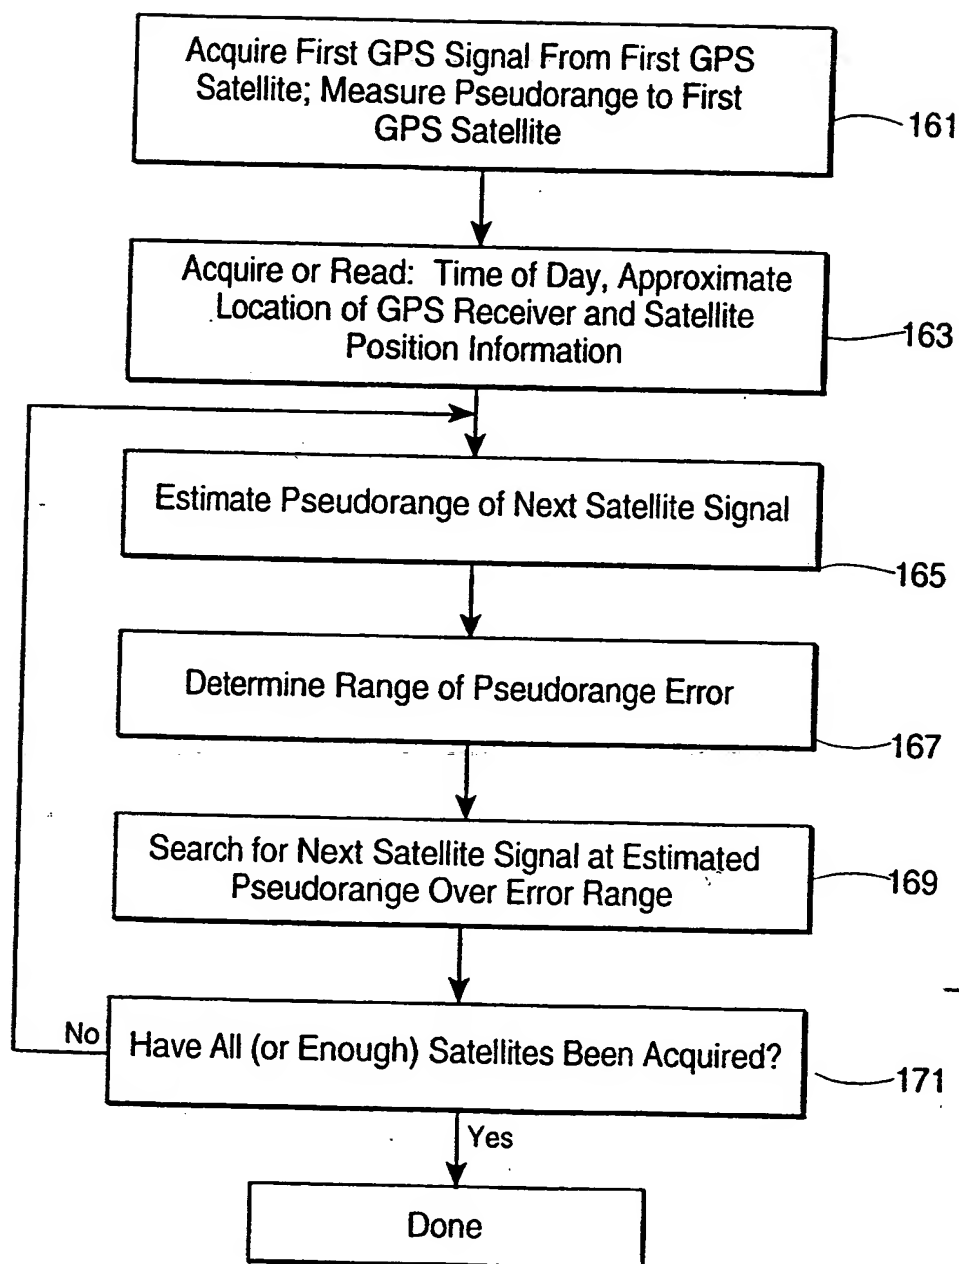 Acquire First GPS Signal From First GPS
Satellite; Measure Pseudorange to First
GPS Satellite
161
Acquire or Read: Time of Day, Approximate
Location of GPS Receiver and Satellite
Position Information
163
Estimate Pseudorange of Next Satellite Signal
165
Determine Range of Pseudorange Error
167
Search for Next Satellite Signal at Estimated
Pseudorange Over Error Range
169
No
Have All (or Enough) Satellites Been Acquired?
171
Yes
Done